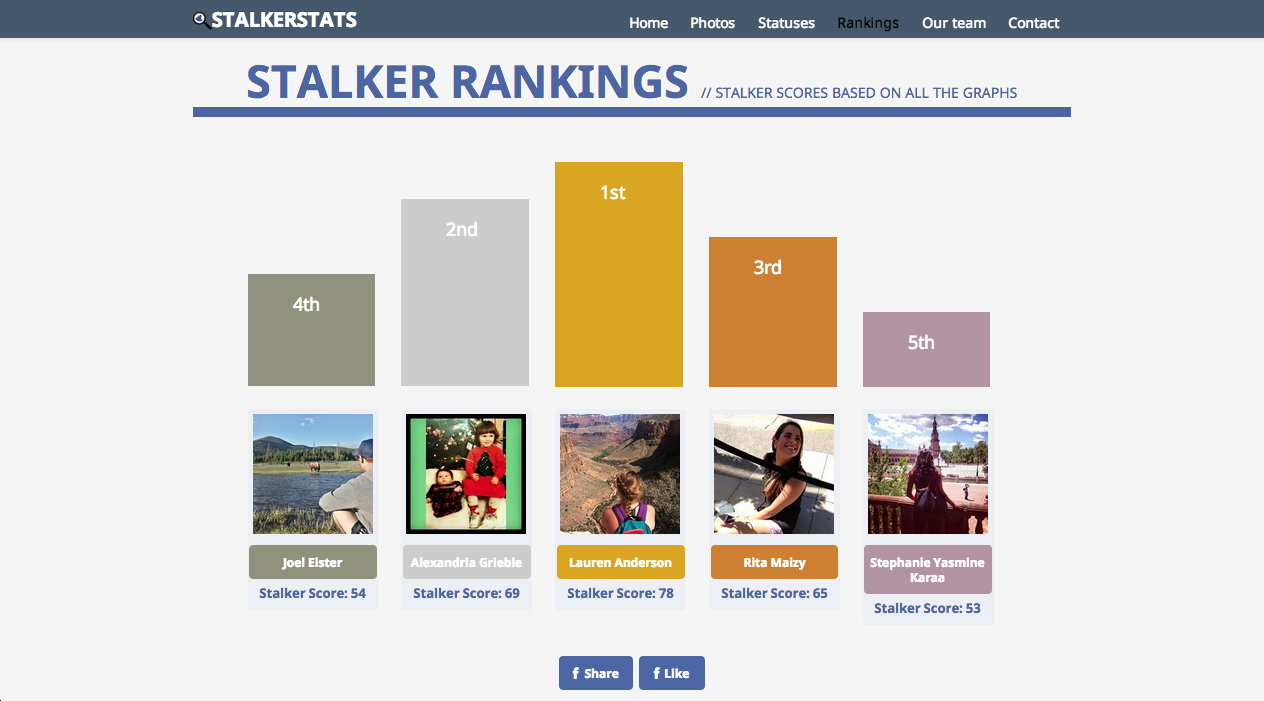 STALKERSTATS
Home Photos Statuses Rankings Our team Contact
STALKER RANKINGS // STALKER SCORES BASED ON ALL THE GRAPHS
1st
2nd
3rd
4th
5th
Joel Elster
Stalker Score: 54
Alexandria Grieble
Stalker Score: 69
Lauren Anderson
Stalker Score: 78
Rita Maizy
Stalker Score: 65
Stephanie Yasmine
Karaa
Stalker Score: 53
f Share
f Like